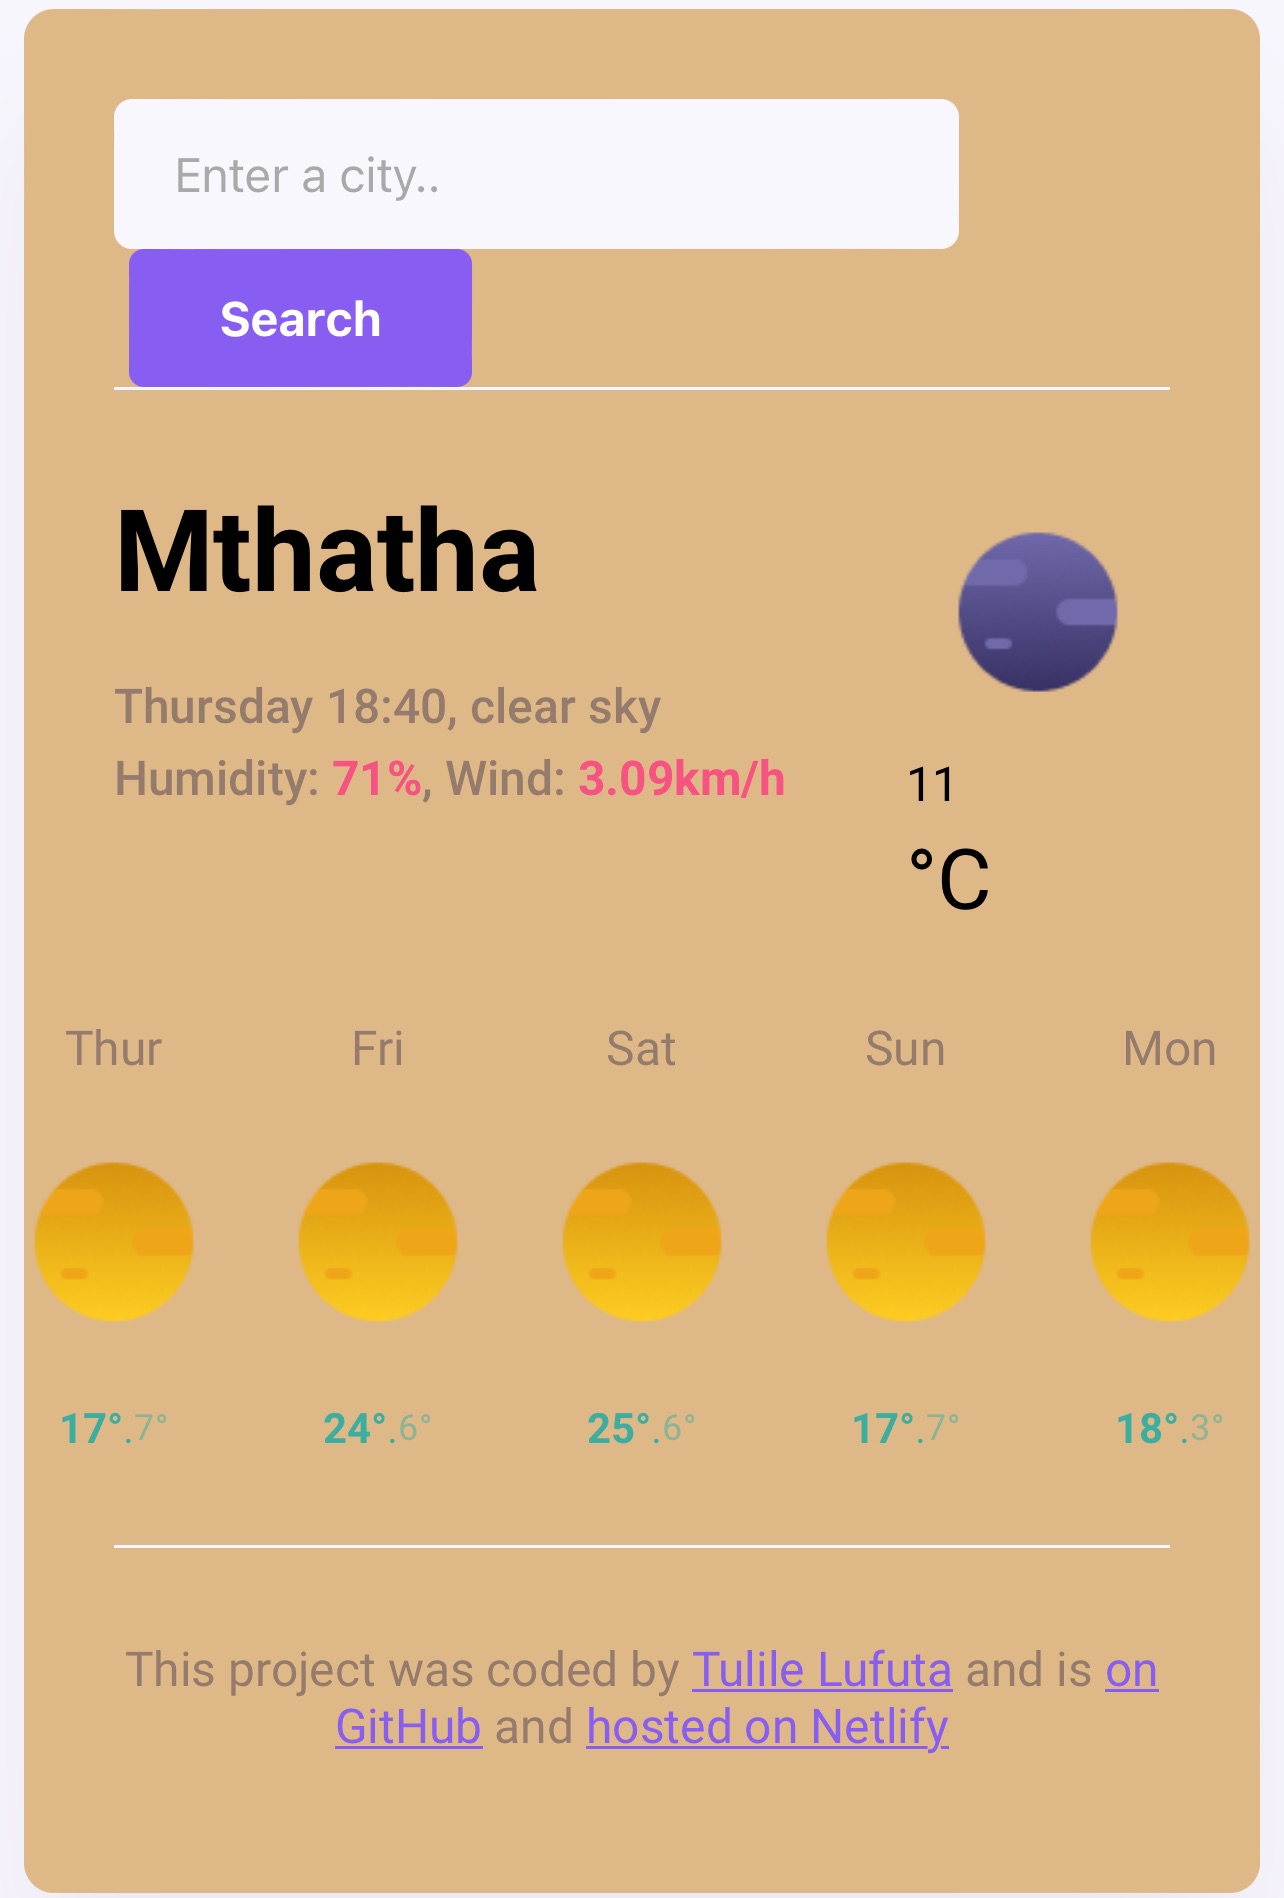 Enter a city..
Search
Mthatha
Thursday 18:40, clear sky
Humidity: 71%, Wind: 3.09km/h
11
°C
Thur Fri Sat Sun Mon
17°.7° 24°.6° 25°.6° 17°.7° 18°.3°
This project was coded by Tulile Lufuta and is on
GitHub and hosted on Netlify